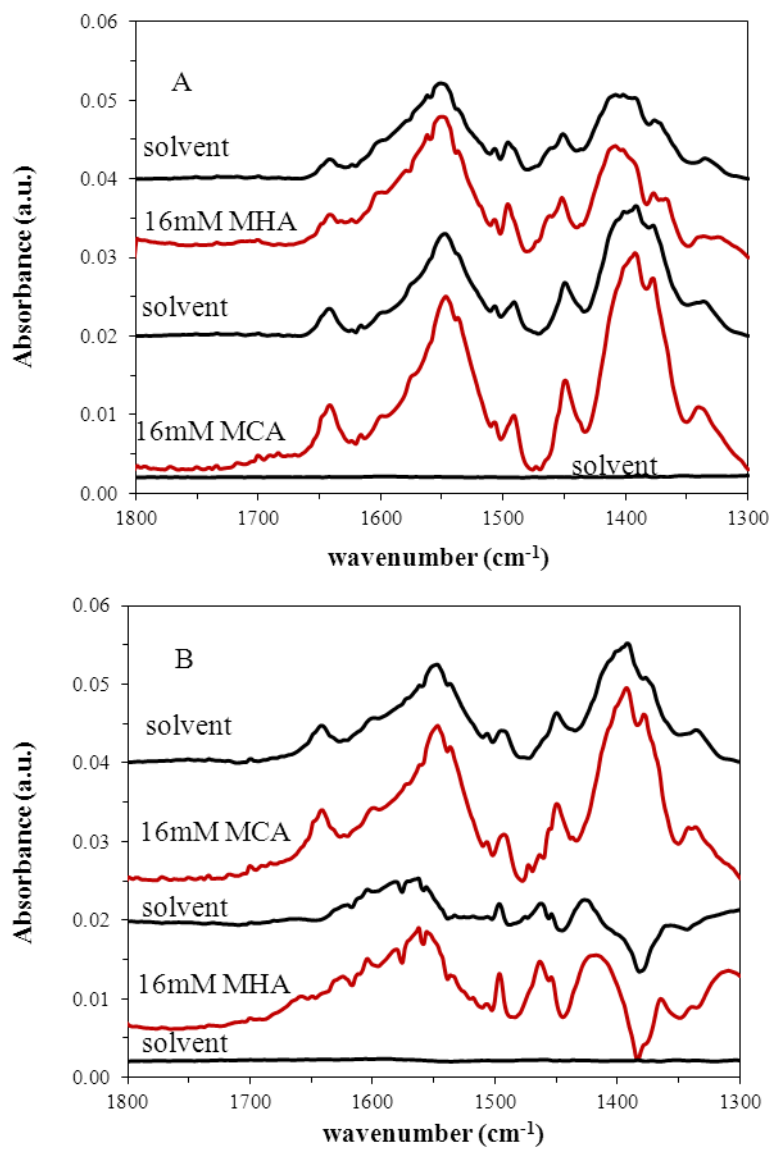 0.06
A
0.05
solvent
0.04
16mM MHA
0.03
solvent
0.02
0.01
16mM MCA
solvent
0.00
1800 1700 1600 1500 1400 1300
Absorbance (a.u.)
wavenumber (cm-1)
0.06
B
0.05
solvent
0.04
16mM MCA
0.03
solvent
0.02
16mM MHA
0.01
solvent
0.00
1800 1700 1600 1500 1400 1300
Absorbance (a.u.)
wavenumber (cm-1)